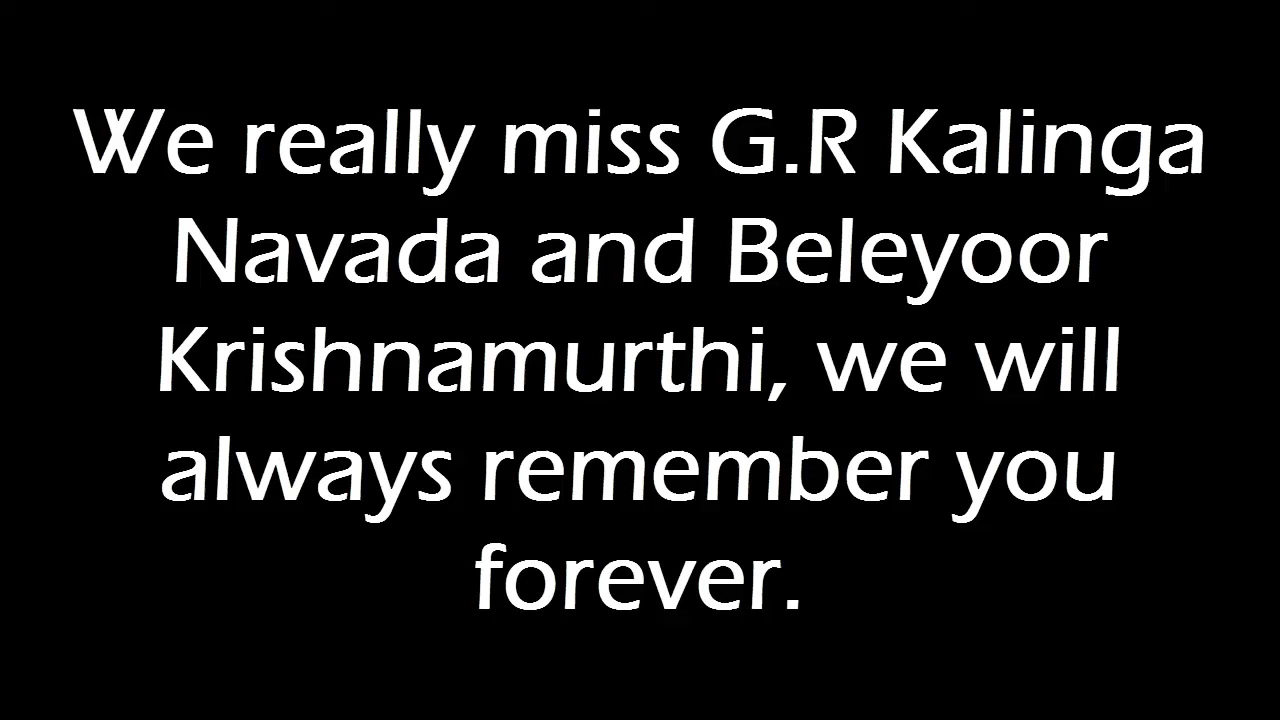 We really miss G.R Kalinga
Navada and Beleyoor
Krishnamurthi, we will
always remember you
forever.